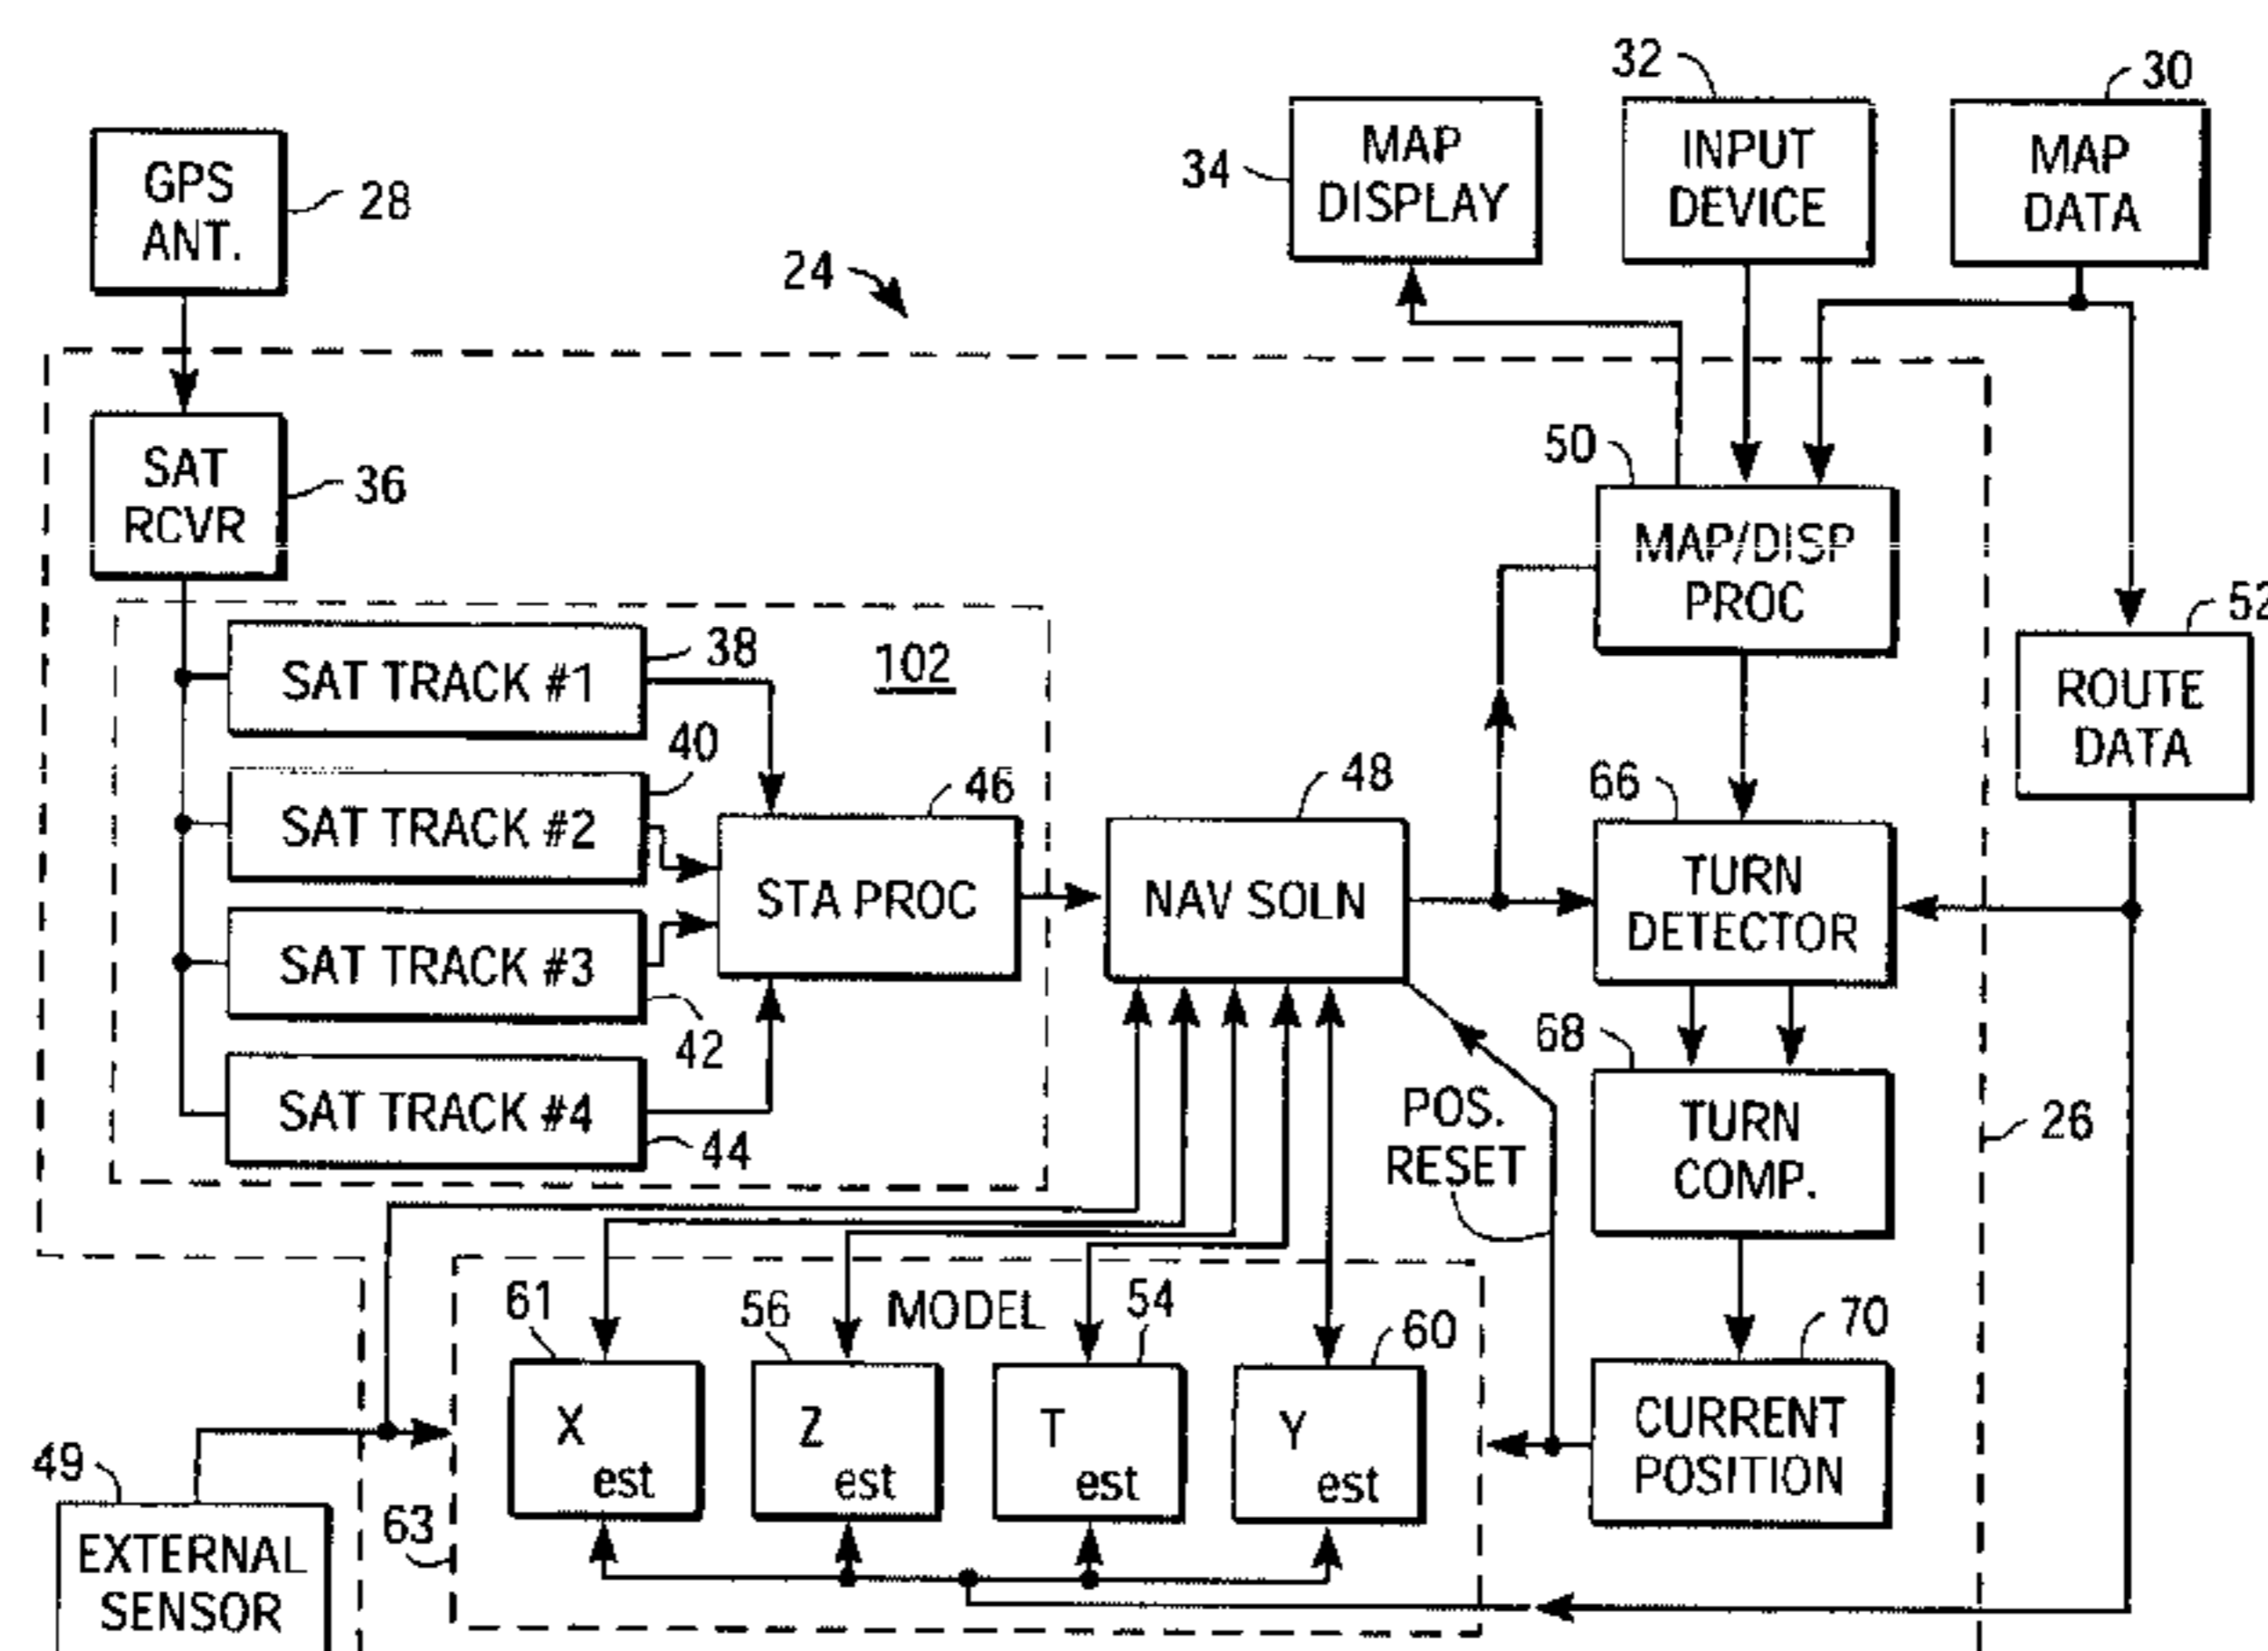 32
30
GPS
ANT.
28
34
MAP
DISPLAY
INPUT
DEVICE
MAP
DATA
24
SAT
RCVR
36
50
MAP/DISP
PROC
52
ROUTE
DATA
102
SAT TRACK #1
38
SAT TRACK #2
40
SAT TRACK #3
42
SAT TRACK #4
44
46
STA PROC
48
NAV SOLN
66
TURN
DETECTOR
68
TURN
COMP.
26
POS.
RESET
MODEL
61
X est
56
Z est
54
T est
60
Y est
70
CURRENT
POSITION
49
EXTERNAL
SENSOR
63